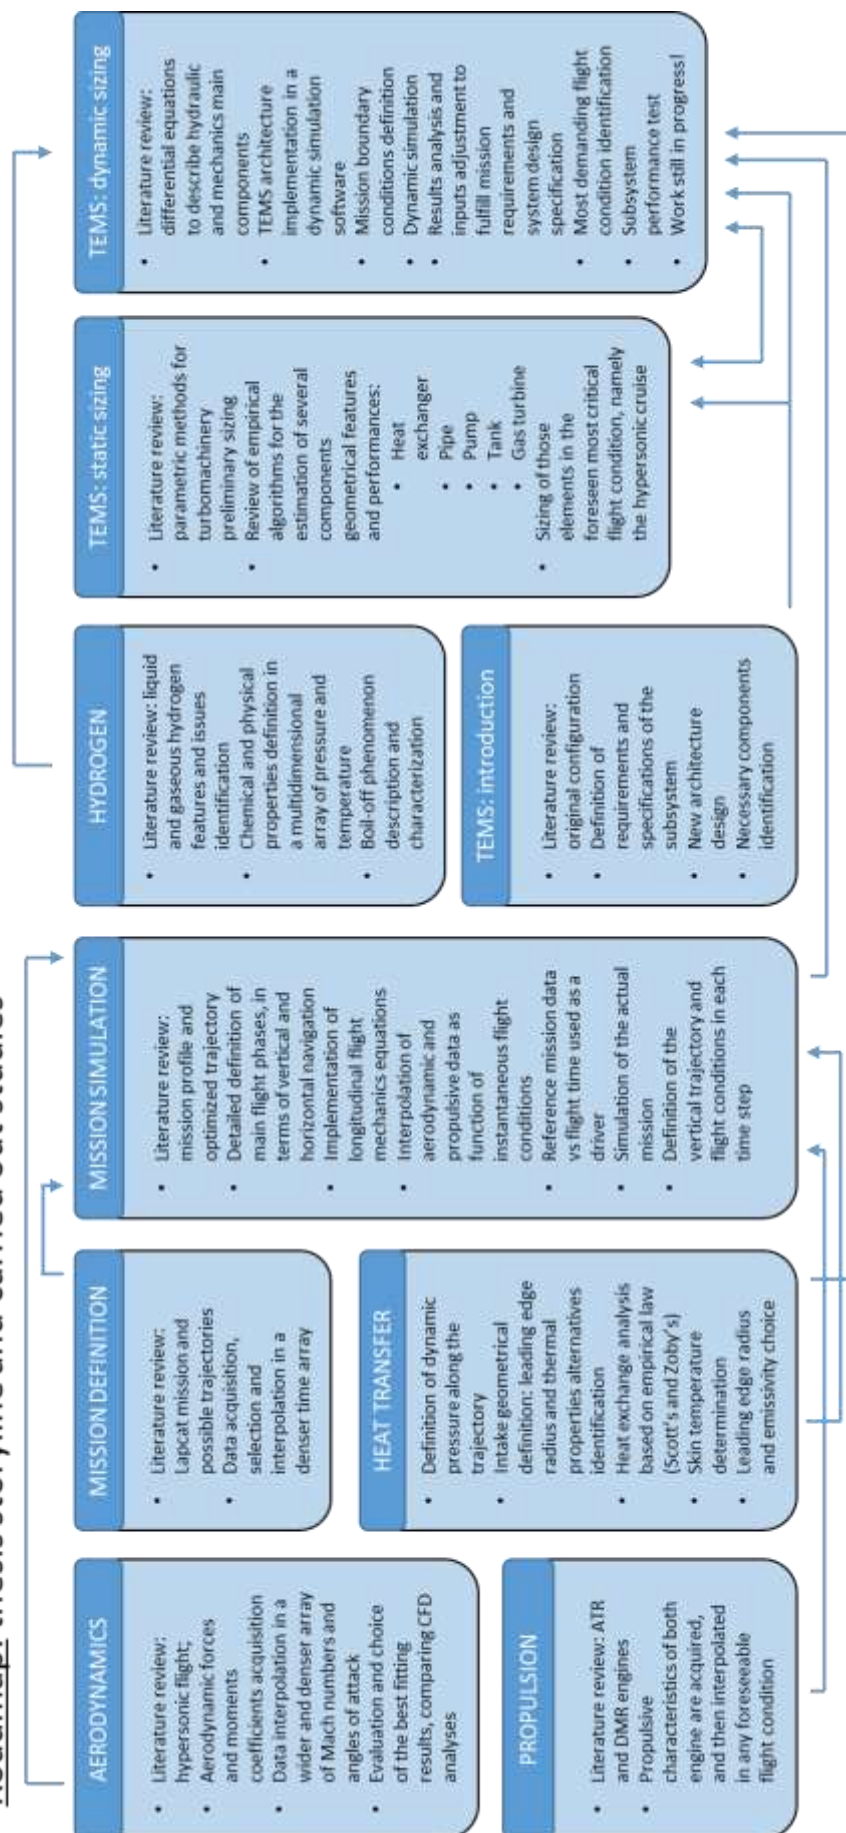 Roadmap: thesis storyline and carried out studies
AERODYNAMICS
• Literature review:
hypersonic flight;
• Aerodynamic forces
and moments
coefficients acquisition
• Data interpolation in a
wider and denser array
of Mach numbers and
angles of attack
• Evaluation and choice
of the best fitting
results, comparing CFD
analyses
PROPULSION
• Literature review: ATR
and DMR engines
• Propulsive
characteristics of both
engine are acquired,
and then interpolated
in any foreseeable
flight condition
MISSION DEFINITION
• Literature review:
Lapcat mission and
possible trajectories
• Data acquisition,
selection and
interpolation in a
denser time array
HEAT TRANSFER
• Definition of dynamic
pressure along the
trajectory
• Intake geometrical
definition: leading edge
radius and thermal
properties alternatives
identification
• Heat exchange analysis
based on empirical law
(Scott's and Zoby's)
• Skin temperature
determination
• Leading edge radius
and emissivity choice
MISSION SIMULATION
• Literature review:
mission profile and
optimized trajectory
• Detailed definition of
main flight phases, in
terms of vertical and
horizontal navigation
• Implementation of
longitudinal flight
mechanics equations
• Interpolation of
aerodynamic and
propulsive data as
function of
instantaneous flight
conditions
• Reference mission data
vs flight time used as a
driver
• Simulation of the actual
mission
• Definition of the
vertical trajectory and
flight conditions in each
time step
HYDROGEN
• Literature review: liquid
and gaseous hydrogen
features and issues
identification
• Chemical and physical
properties definition in
a multidimensional
array of pressure and
temperature
• Boil-off phenomenon
description and
characterization
TEMS: introduction
• Literature review:
original configuration
• Definition of
requirements and
specifications of the
subsystem
• New architecture
design
• Necessary components
identification
TEMS: static sizing
• Literature review:
parametric methods for
turbomachinery
preliminary sizing
• Review of empirical
algorithms for the
estimation of several
components
geometrical features
and performances:
• Heat
exchanger
• Pipe
• Pump
• Tank
• Gas turbine
• Sizing of those
elements in the
foreseen most critical
flight condition, namely
the hypersonic cruise
TEMS: dynamic sizing
• Literature review:
differential equations
to describe hydraulic
and mechanics main
components
• TEMS architecture
implementation in a
dynamic simulation
software
• Mission boundary
conditions definition
• Dynamic simulation
• Results analysis and
inputs adjustment to
fulfill mission
requirements and
system design
specification
• Most demanding flight
condition identification
• Subsystem
performance test
• Work still in progress!